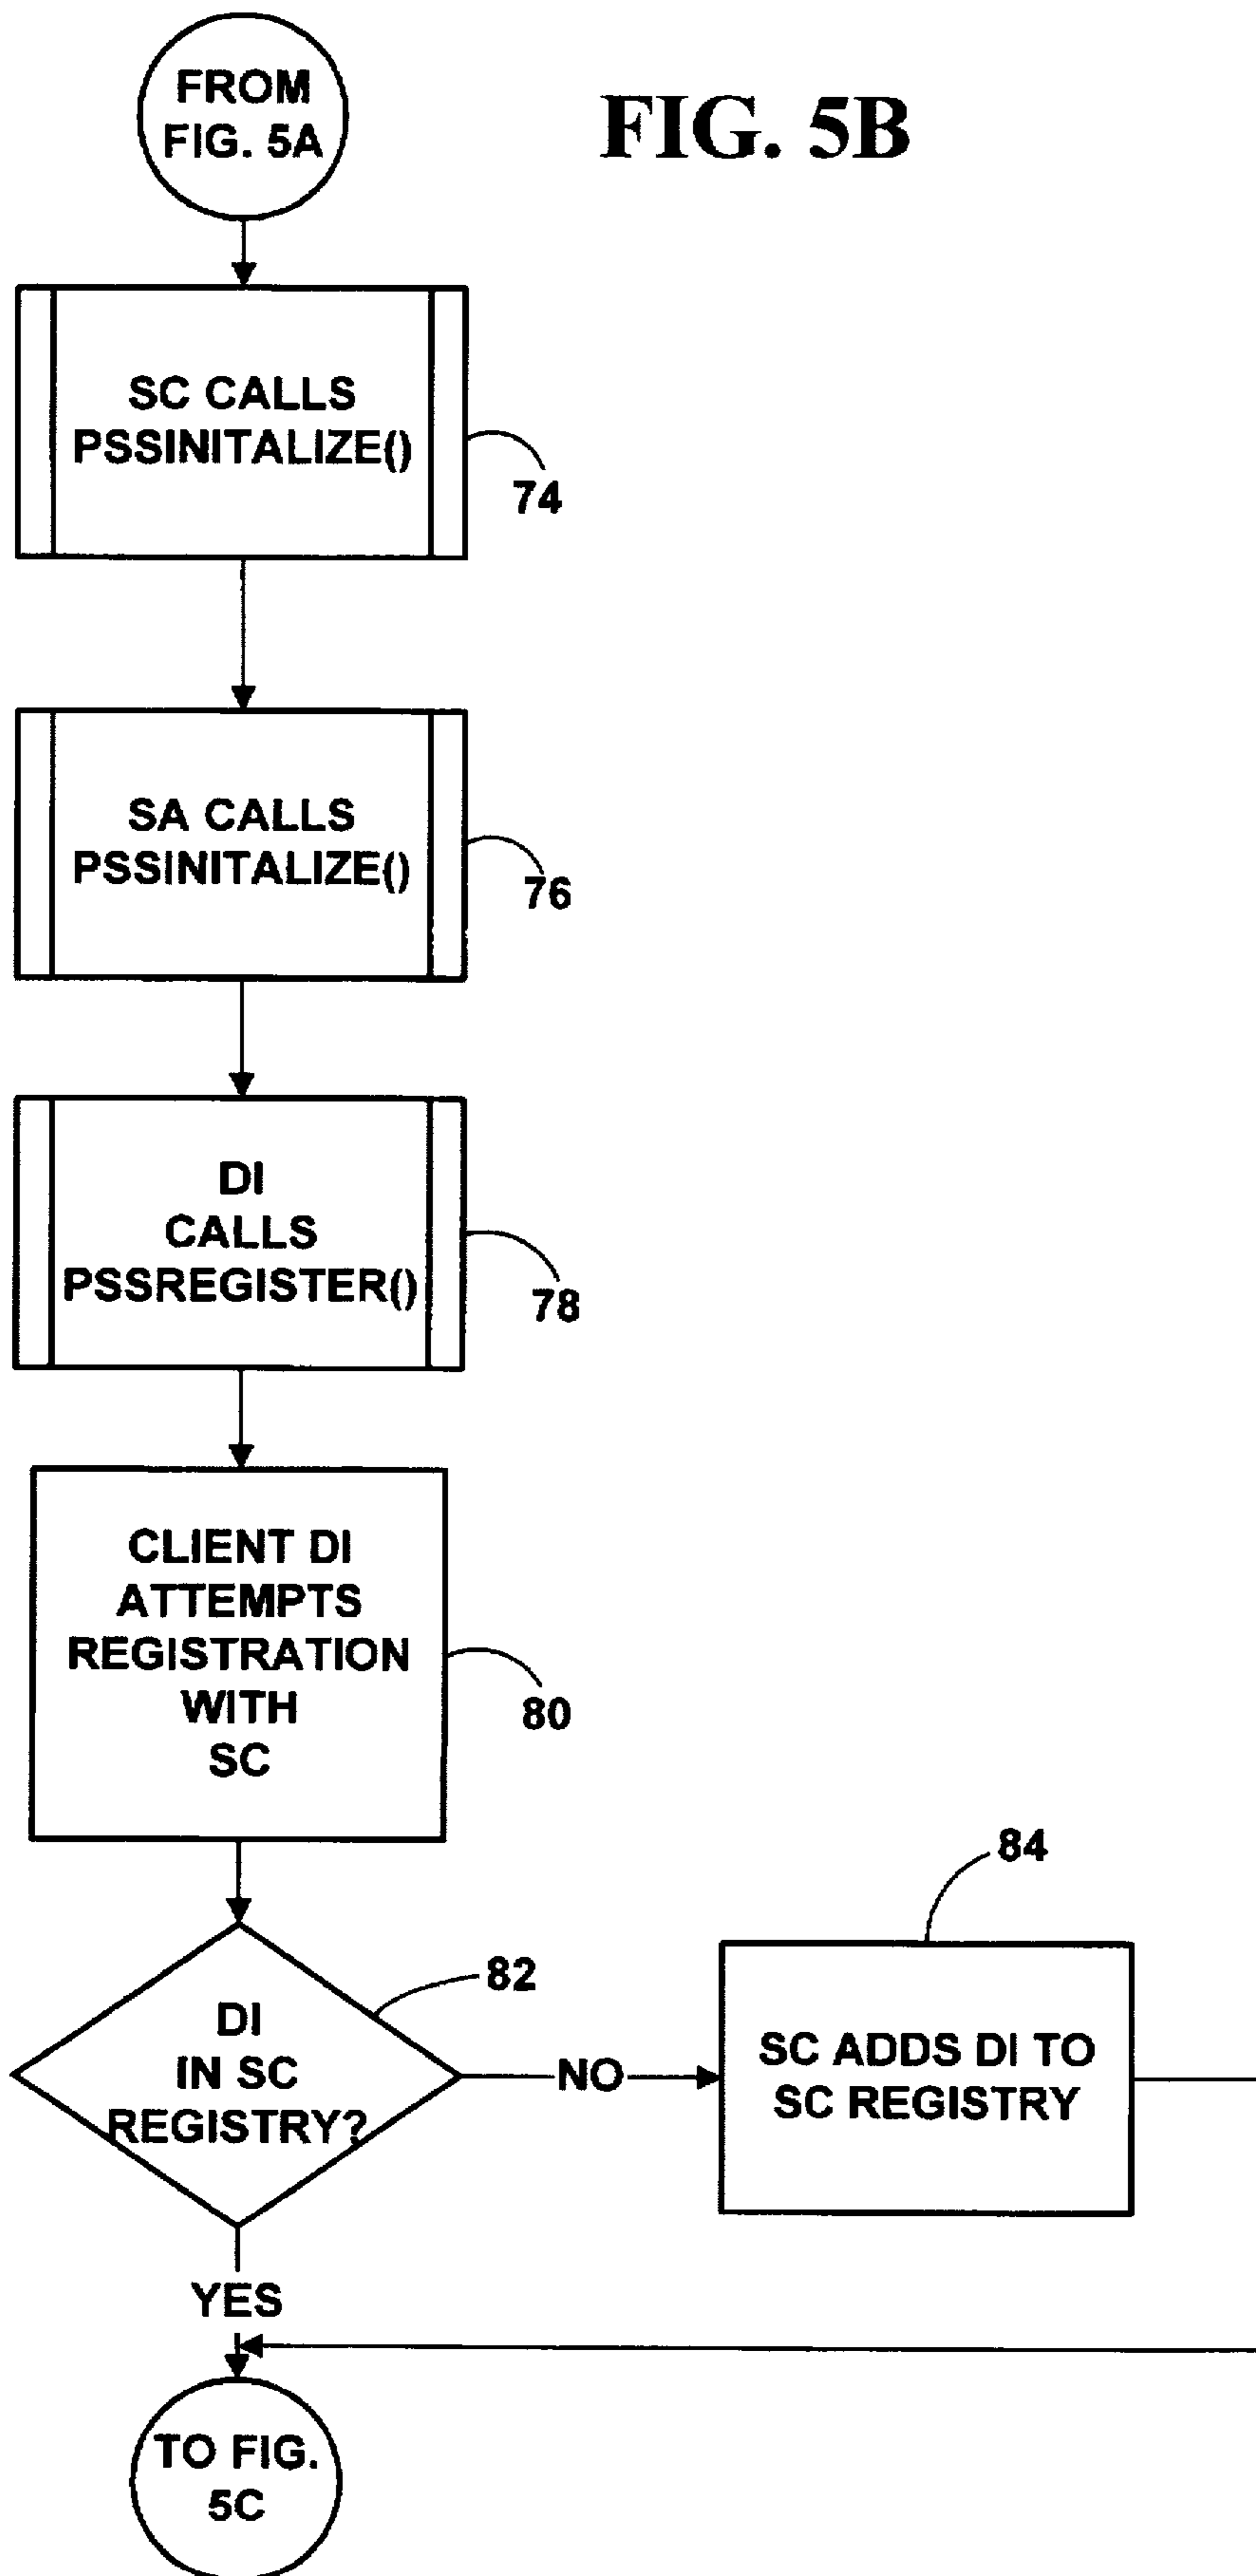 FROM
FIG. 5A
FIG. 5B
SC CALLS
PSSINITALIZE()
74
SA CALLS
PSSINITALIZE()
76
DI
CALLS
PSSREGISTER()
78
CLIENT DI
ATTEMPTS
REGISTRATION
WITH
SC
80
82
DI
IN SC
REGISTRY?
NO
84
SC ADDS DI TO
SC REGISTRY
YES
TO FIG.
5C